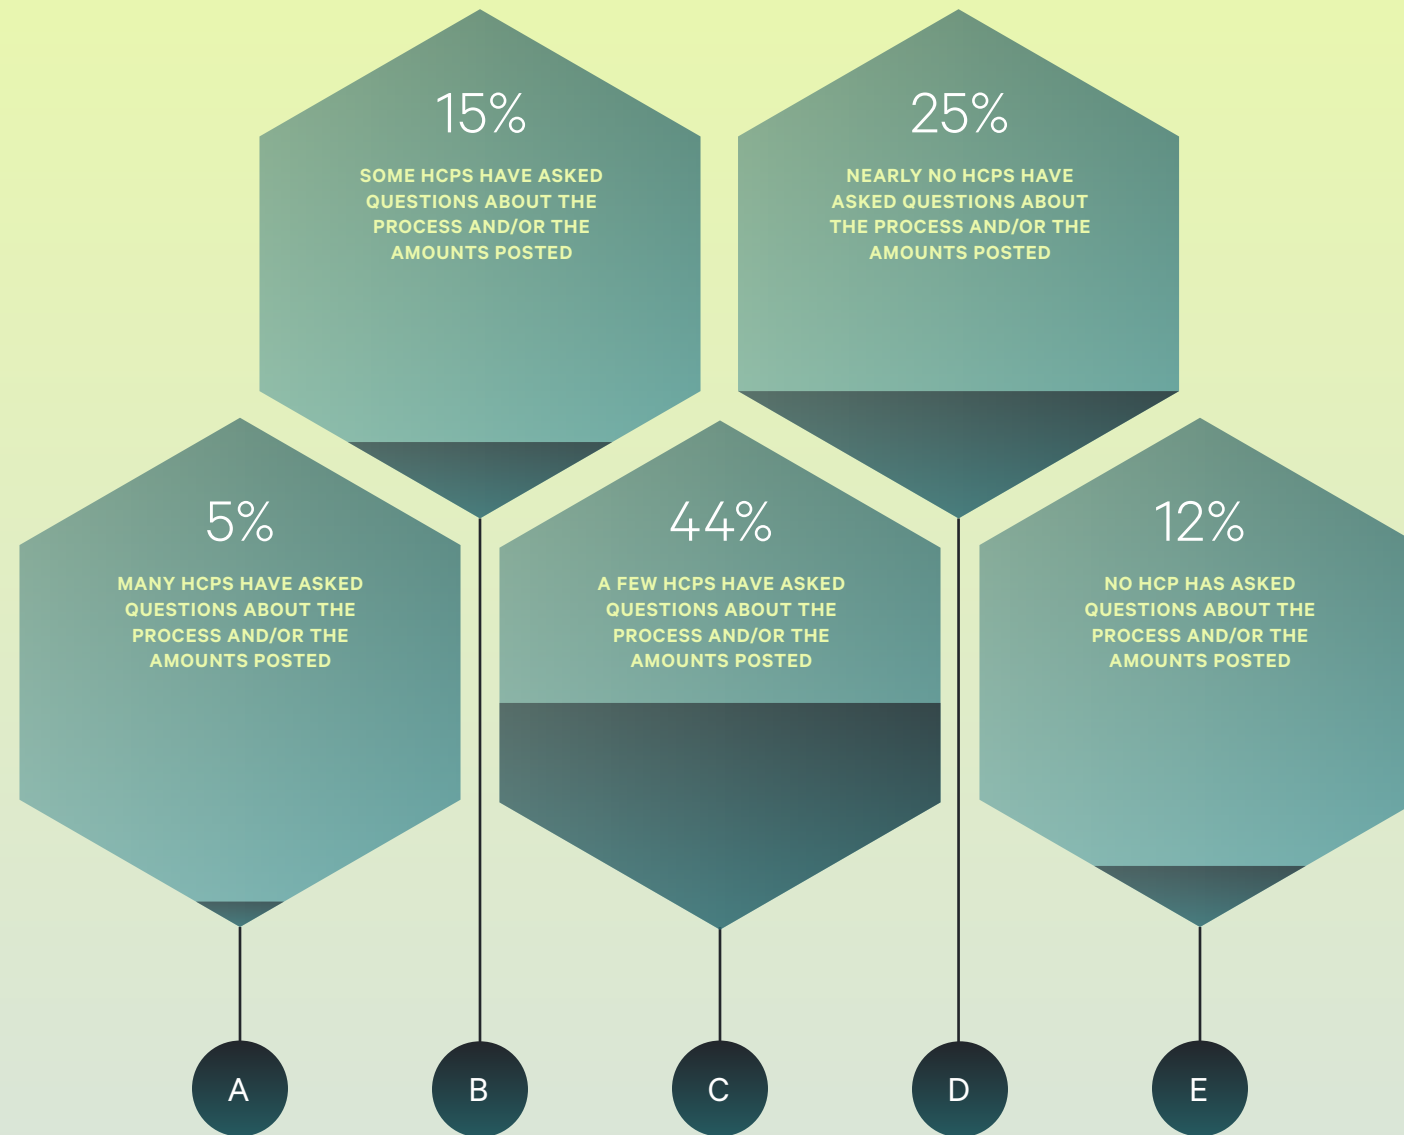 15%
SOME HCPS HAVE ASKED
QUESTIONS ABOUT THE
PROCESS AND/OR THE
AMOUNTS POSTED
25%
NEARLY NO HCPS HAVE
ASKED QUESTIONS ABOUT
THE PROCESS AND/OR THE
AMOUNTS POSTED
5%
MANY HCPS HAVE ASKED
QUESTIONS ABOUT THE
PROCESS AND/OR THE
AMOUNTS POSTED
44%
A FEW HCPS HAVE ASKED
QUESTIONS ABOUT THE
PROCESS AND/OR THE
AMOUNTS POSTED
12%
NO HCP HAS ASKED
QUESTIONS ABOUT THE
PROCESS AND/OR THE
AMOUNTS POSTED
A
B
C
D
E